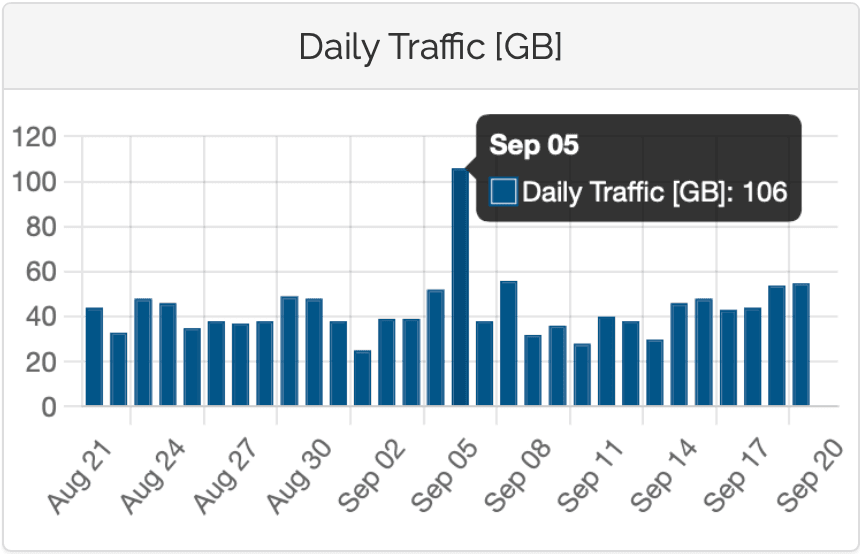 Daily Traffic [GB]
120
100
80
60
40
20
0
Sep 05
Daily Traffic [GB]: 106
Aug 21
Aug 24
Aug 27
Aug 30
Sep 02
Sep 05
Sep 08
Sep 11
Sep 14
Sep 17
Sep 20